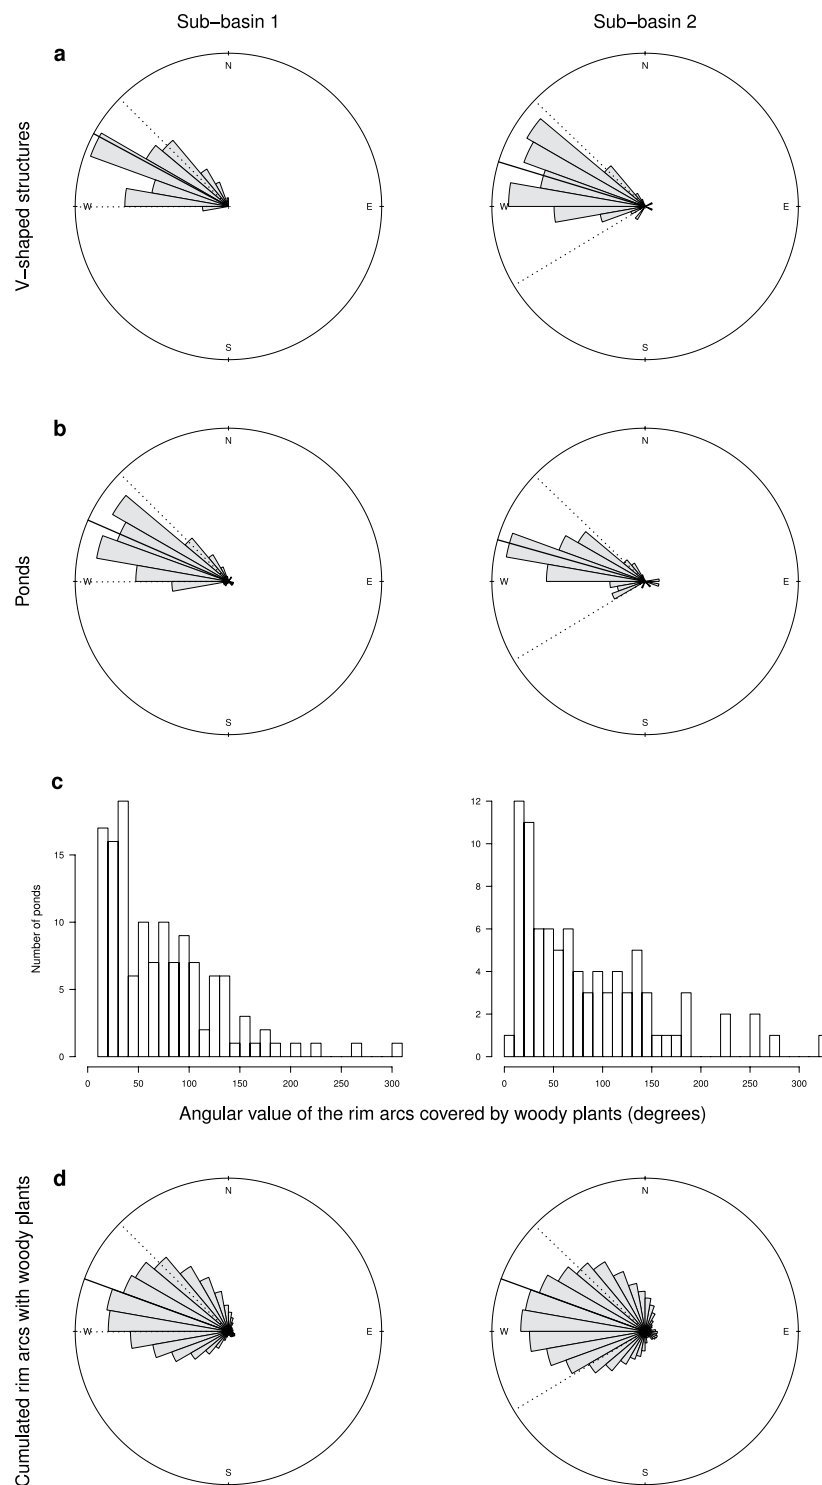 Sub−basin 1
Sub−basin 2
a
V−shaped structures
N
W
E
S
N
W
E
S
b
Ponds
N
W
E
S
N
W
E
S
c
Number of ponds
15
10
5
0
0 50 100 150 200 250 300
12
10
8
6
4
2
0
0 50 100 150 200 250 300
Angular value of the rim arcs covered by woody plants (degrees)
d
Cumulated rim arcs with woody plants
N
W
E
S
N
W
E
S